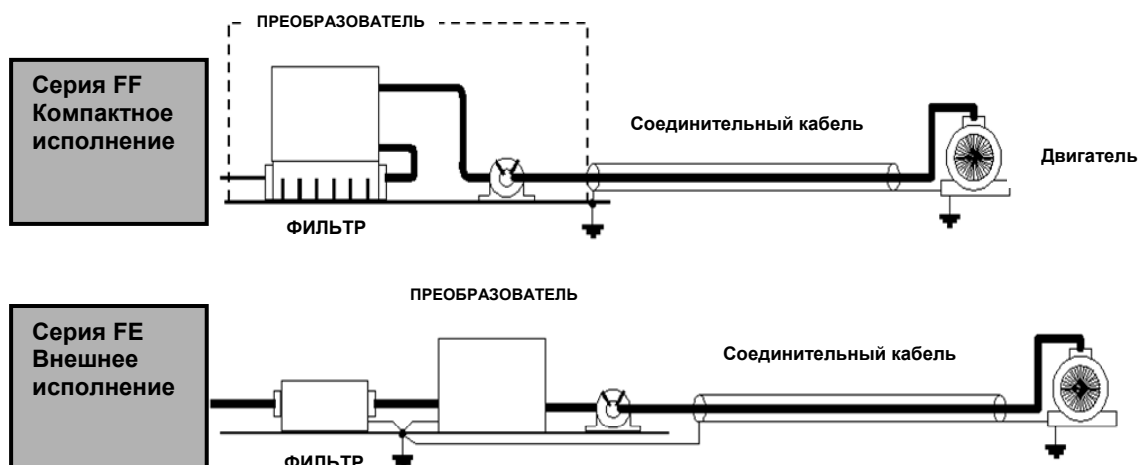 ПРЕОБРАЗОВАТЕЛЬ
Серия FF
Компактное
исполнение
Соединительный кабель
Двигатель
ФИЛЬТР
ПРЕОБРАЗОВАТЕЛЬ
Серия FE
Внешнее
исполнение
Соединительный кабель
ФИЛЬТР